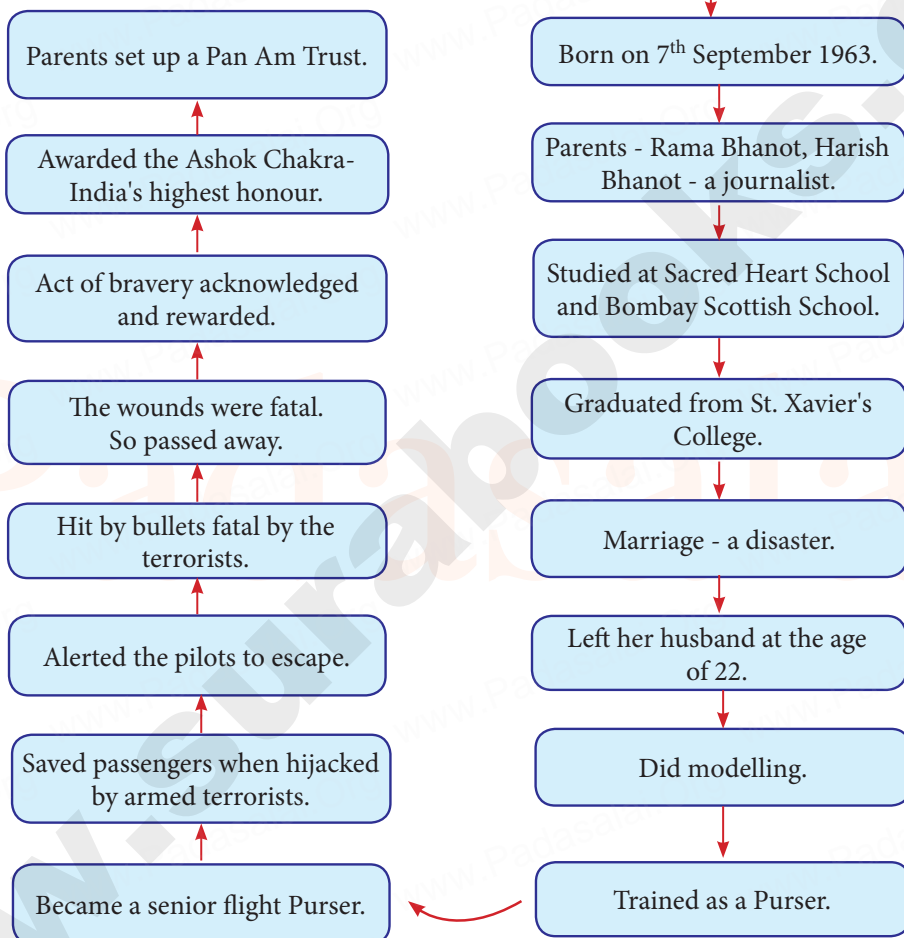 Born on 7th September 1963.
Parents - Rama Bhanot, Harish
Bhanot - a journalist.
Studied at Sacred Heart School
and Bombay Scottish School.
Graduated from St. Xavier's
College.
Marriage - a disaster.
Left her husband at the age
of 22.
Did modelling.
Trained as a Purser.
Became a senior flight Purser.
Saved passengers when hijacked
by armed terrorists.
Alerted the pilots to escape.
Hit by bullets fatal by the
terrorists.
The wounds were fatal.
So passed away.
Act of bravery acknowledged
and rewarded.
Awarded the Ashok Chakra-
India's highest honour.
Parents set up a Pan Am Trust.